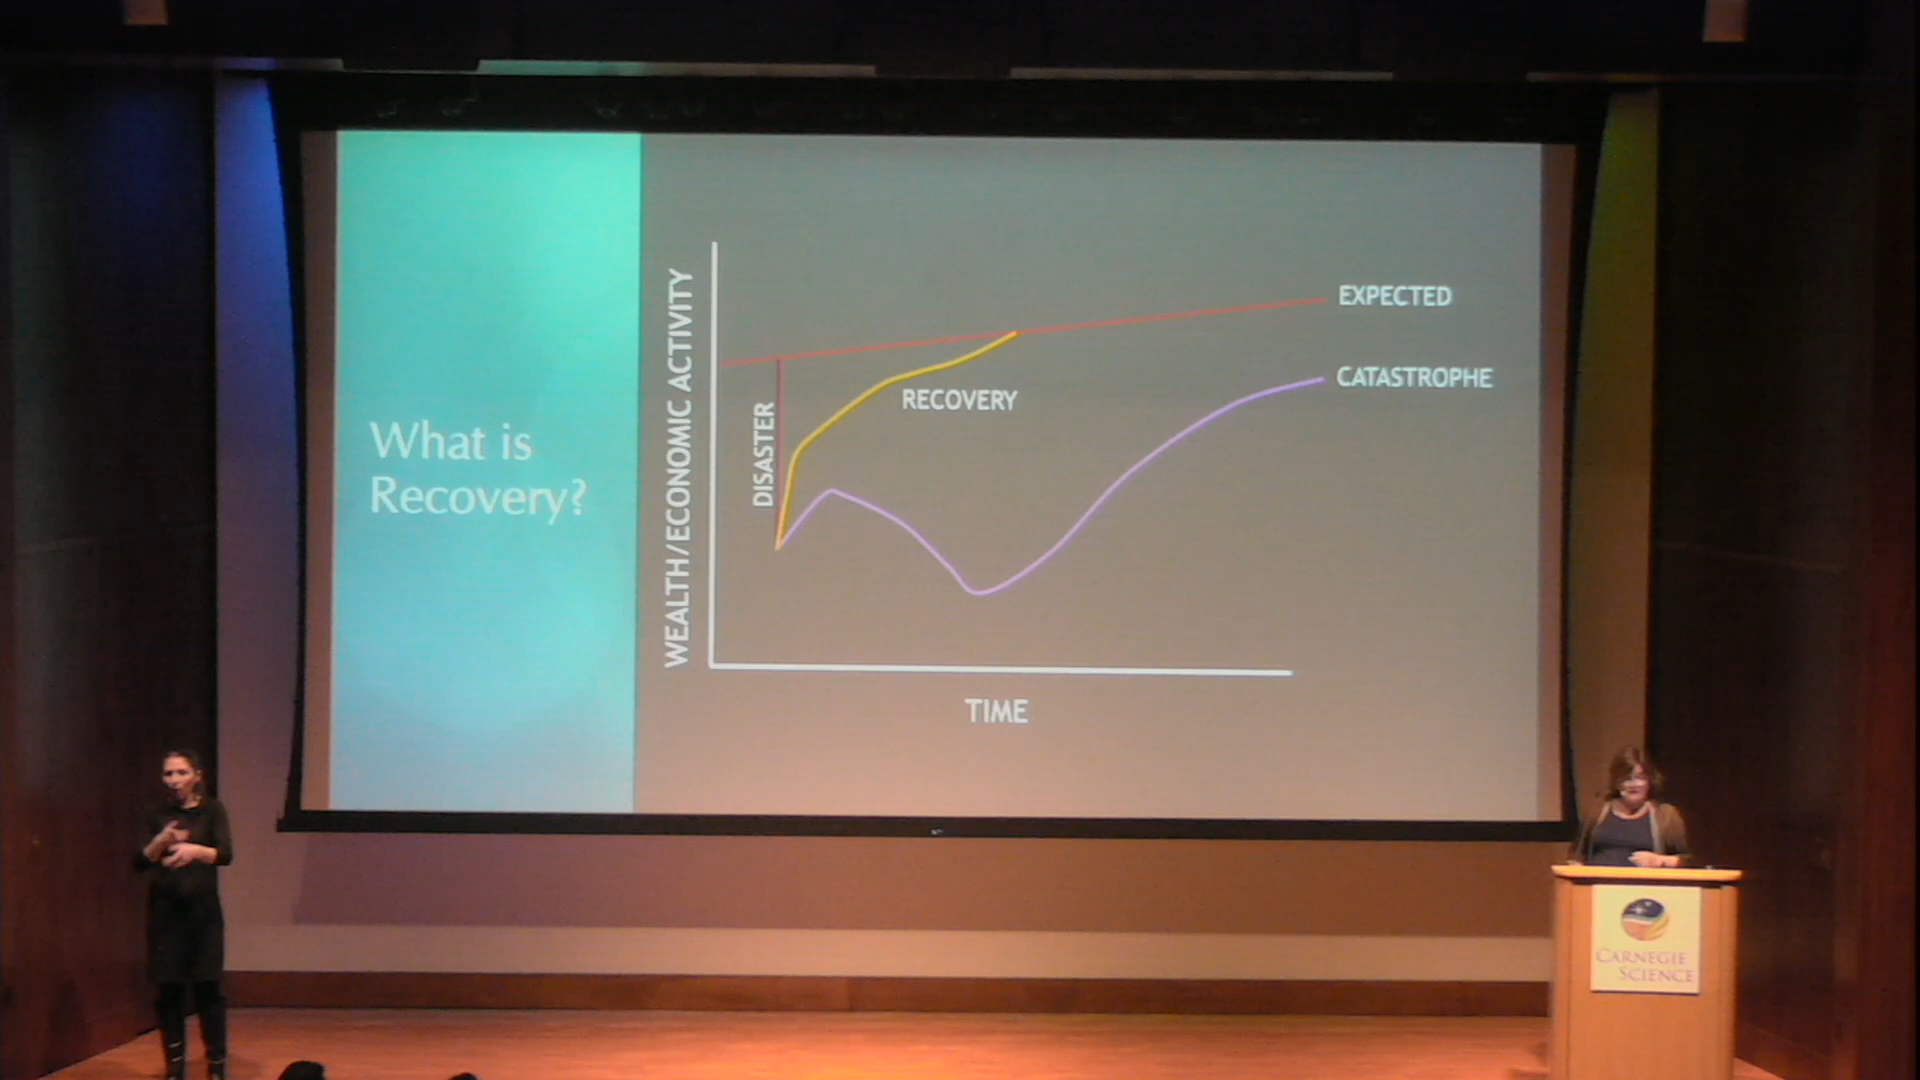 What is
Recovery?
WEALTH/ECONOMIC ACTIVITY
DISASTER
RECOVERY
EXPECTED
CATASTROPHE
TIME
CARNEGIE
SCIENCE